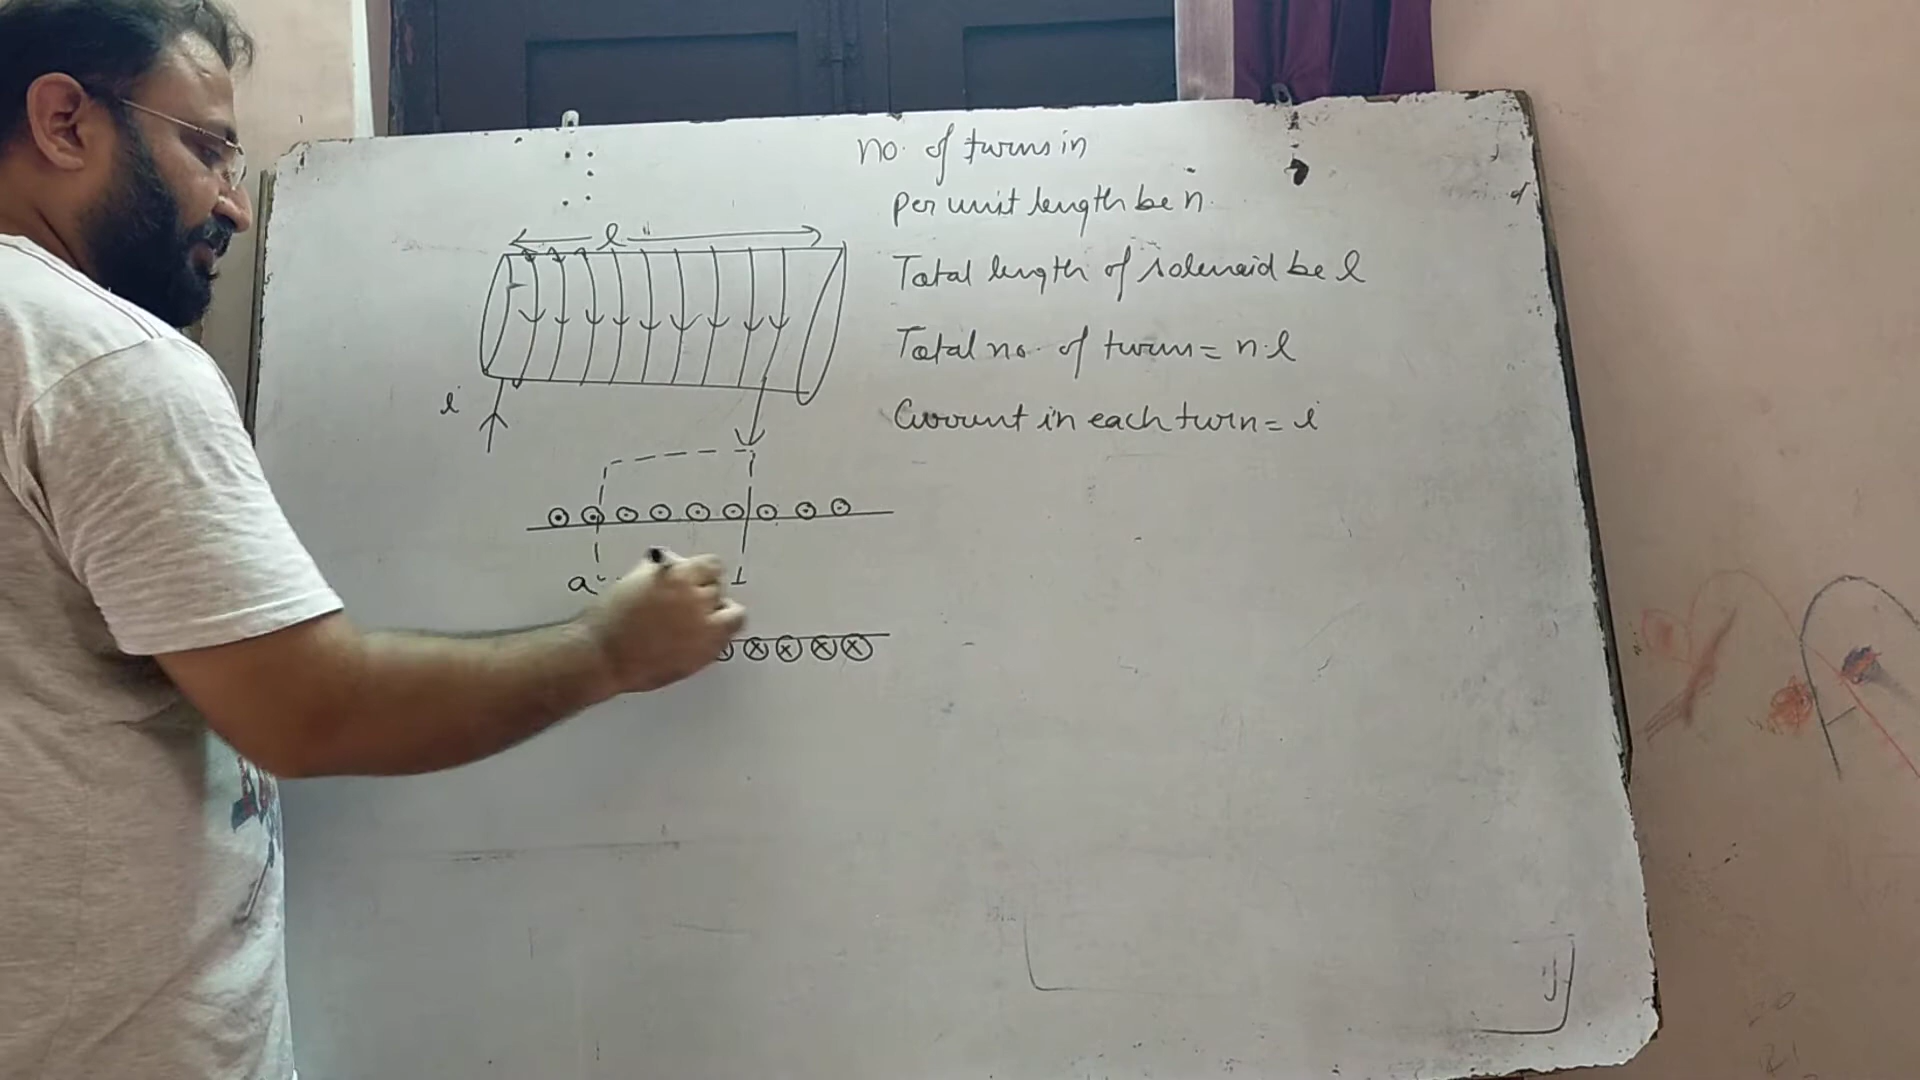 no. of turns in
per unit length be n.
Total length of solenoid be l
Total no. of turn = n.l
Current in each turn = i
l
i
a